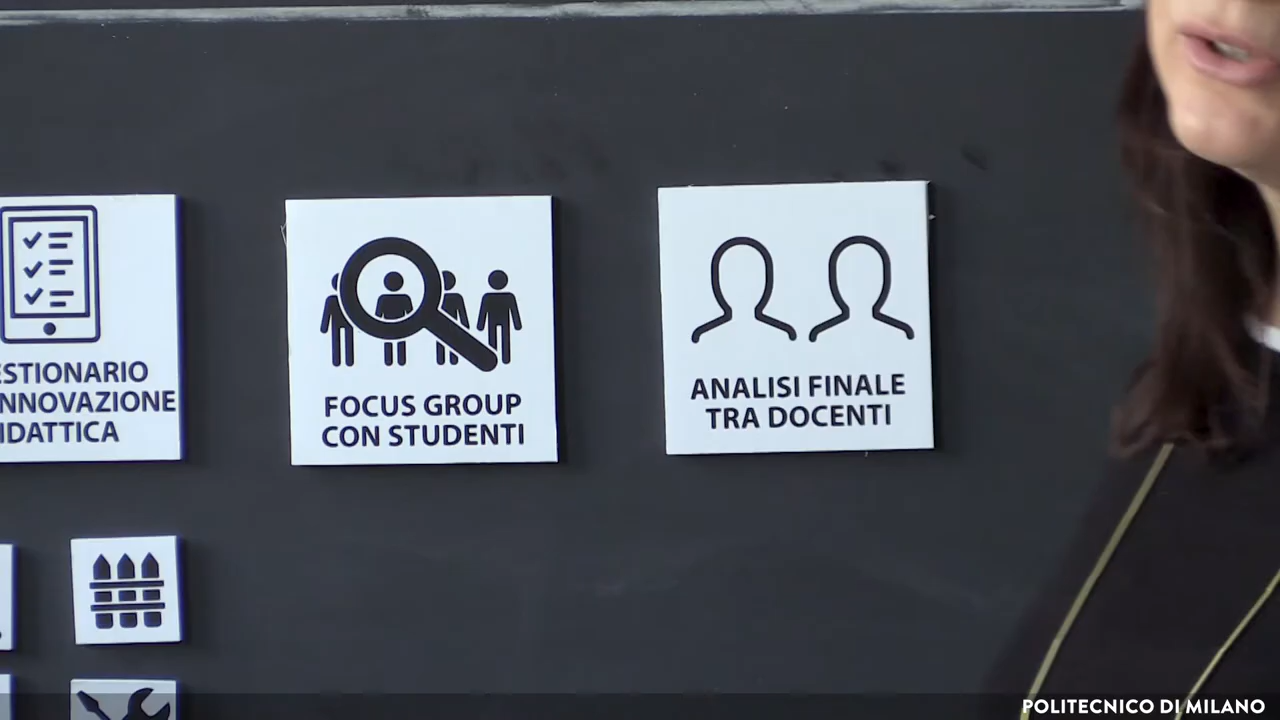 ESTIONARIO
NNOVAZIONE
IDATTICA
FOCUS GROUP
CON STUDENTI
ANALISI FINALE
TRA DOCENTI
POLITECNICO DI MILANO